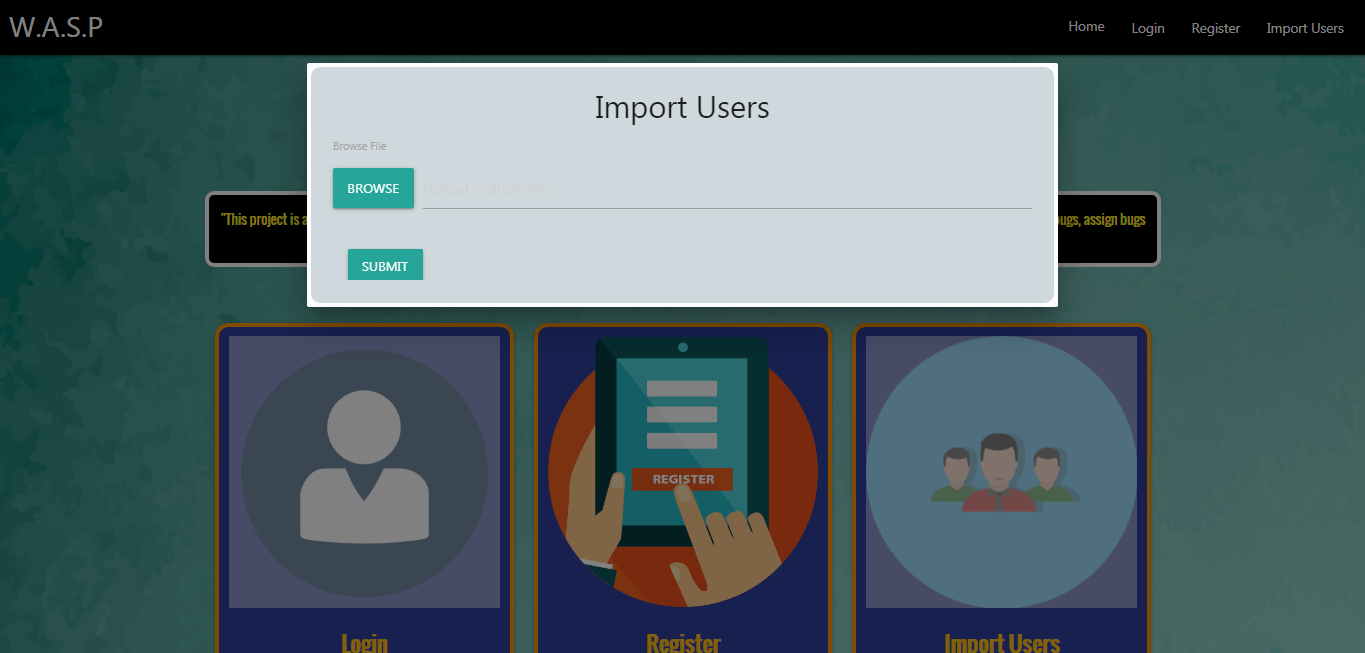 W.A.S.P
Home Login Register Import Users
Import Users
Browse File
BROWSE Upload multiple files
"This project is a
ugs, assign bugs
SUBMIT
REGISTER
Login Register Import Users